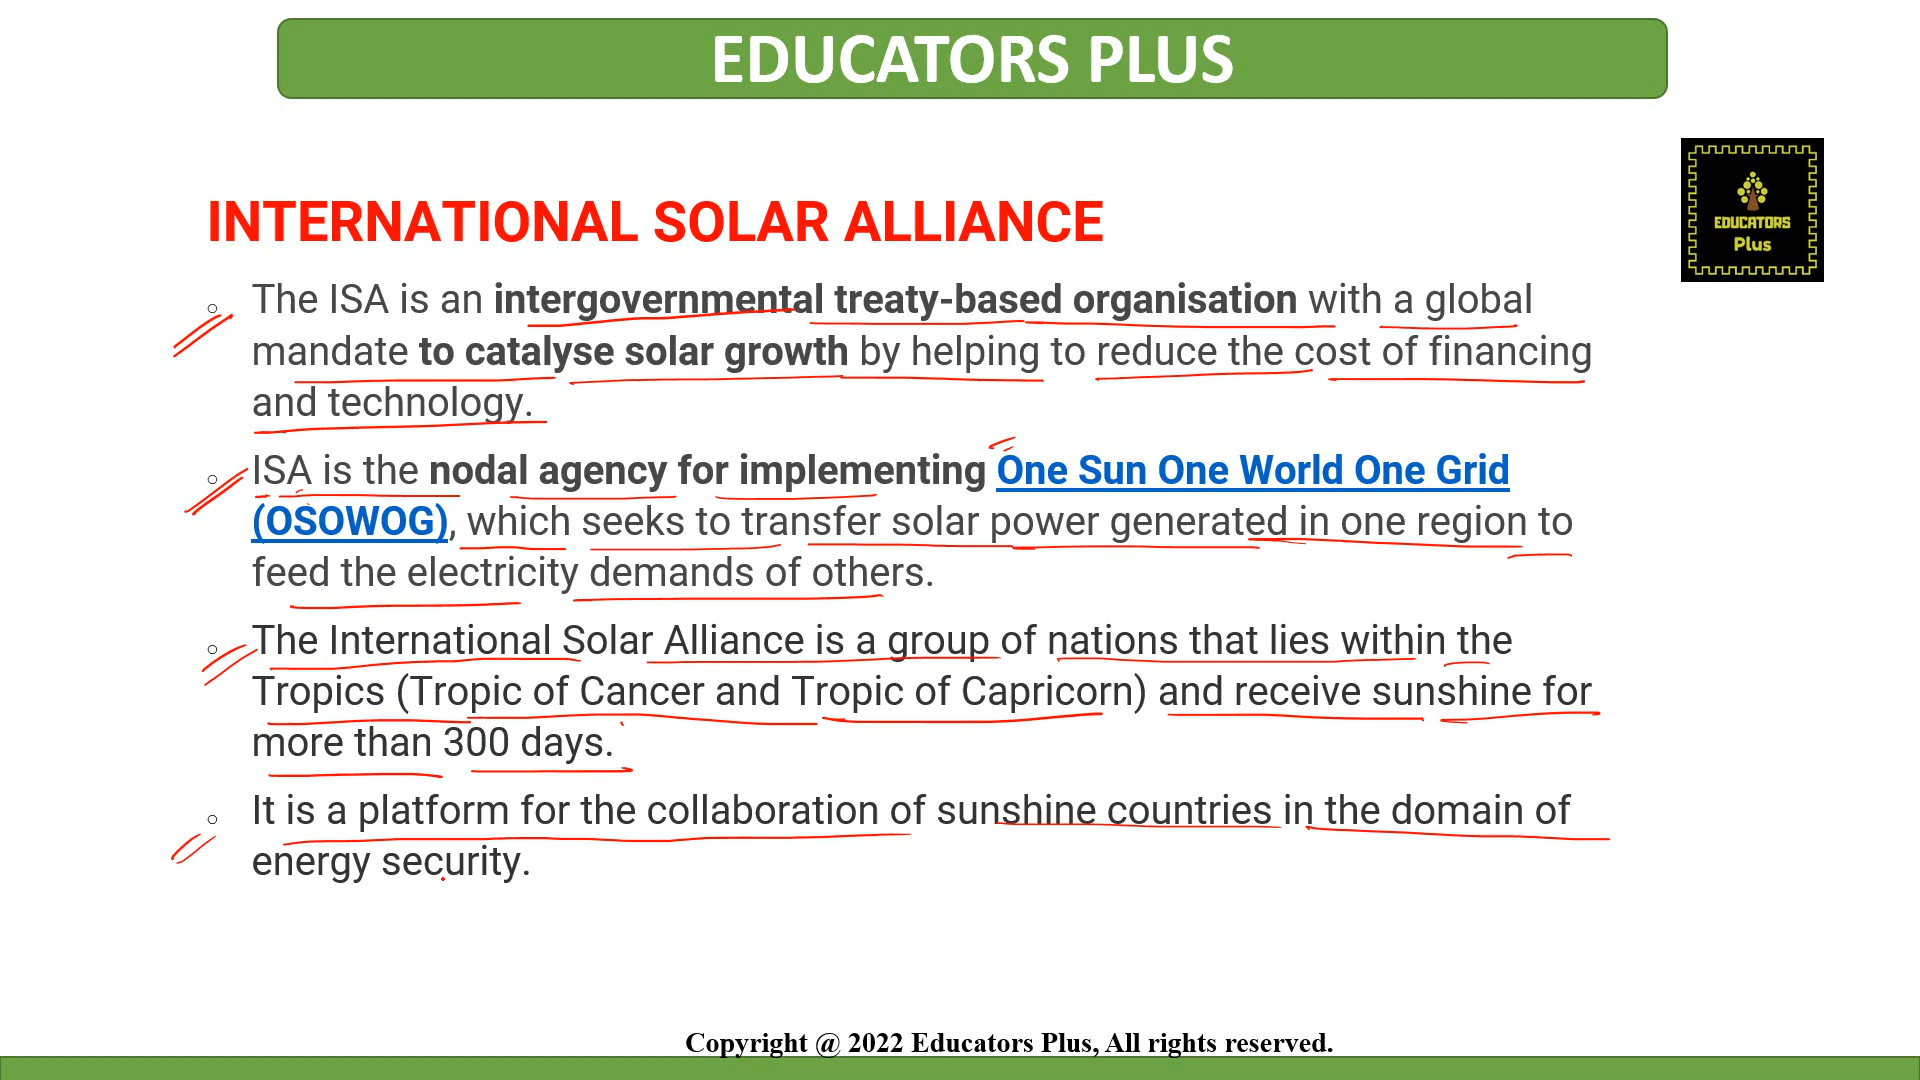 EDUCATORS PLUS
EDUCATORS
Plus
INTERNATIONAL SOLAR ALLIANCE
The ISA is an intergovernmental treaty-based organisation with a global
mandate to catalyse solar growth by helping to reduce the cost of financing
and technology.
ISA is the nodal agency for implementing One Sun One World One Grid
(OSOWOG), which seeks to transfer solar power generated in one region to
feed the electricity demands of others.
The International Solar Alliance is a group of nations that lies within the
Tropics (Tropic of Cancer and Tropic of Capricorn) and receive sunshine for
more than 300 days.
It is a platform for the collaboration of sunshine countries in the domain of
energy security.
Copyright @ 2022 Educators Plus, All rights reserved.